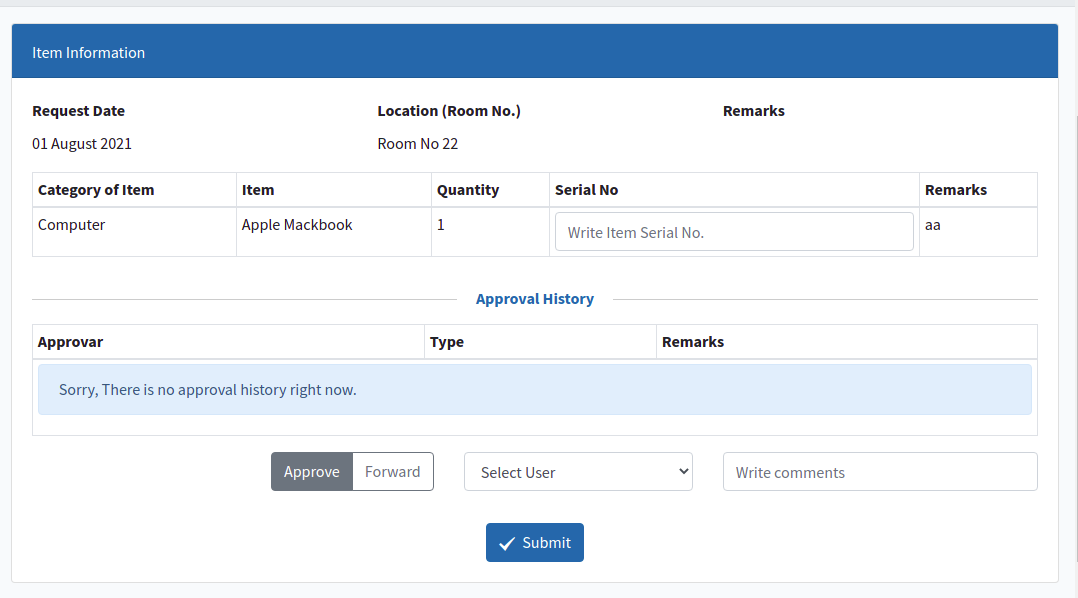 Item Information
Request Date Location (Room No.) Remarks
01 August 2021 Room No 22
Category of Item Item Quantity Serial No Remarks
Computer Apple Mackbook 1 Write Item Serial No. aa
Approval History
Approvar Type Remarks
Sorry, There is no approval history right now.
Approve Forward Select User Write comments
Submit